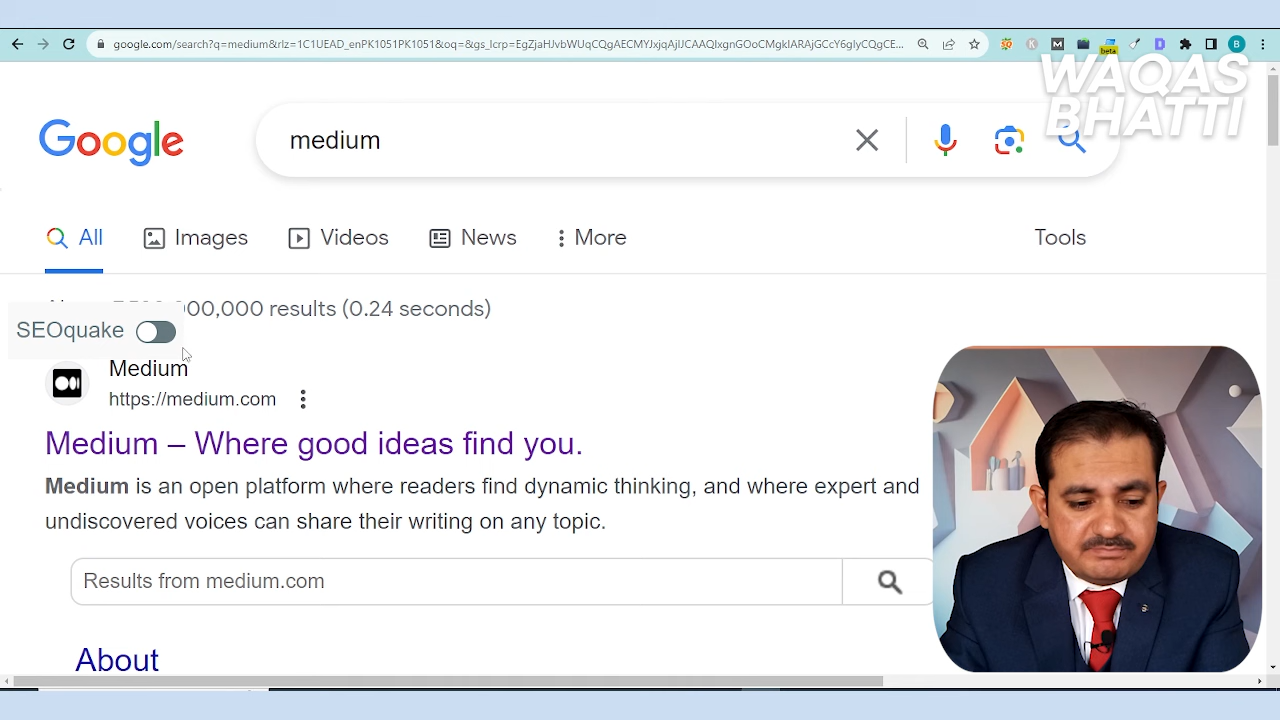 google.com/search?q=medium&rlz=1C1UEAD_enPK1051PK1051&oq=&gs_lcrp=
B
beta
WAQAS
BHATTI
Google
medium
All
Images
Videos
News
More
Tools
00,000 results (0.24 seconds)
SEOquake
Medium
https://medium.com
Medium – Where good ideas find you.
Medium is an open platform where readers find dynamic thinking, and where expert and
undiscovered voices can share their writing on any topic.
Results from medium.com
About